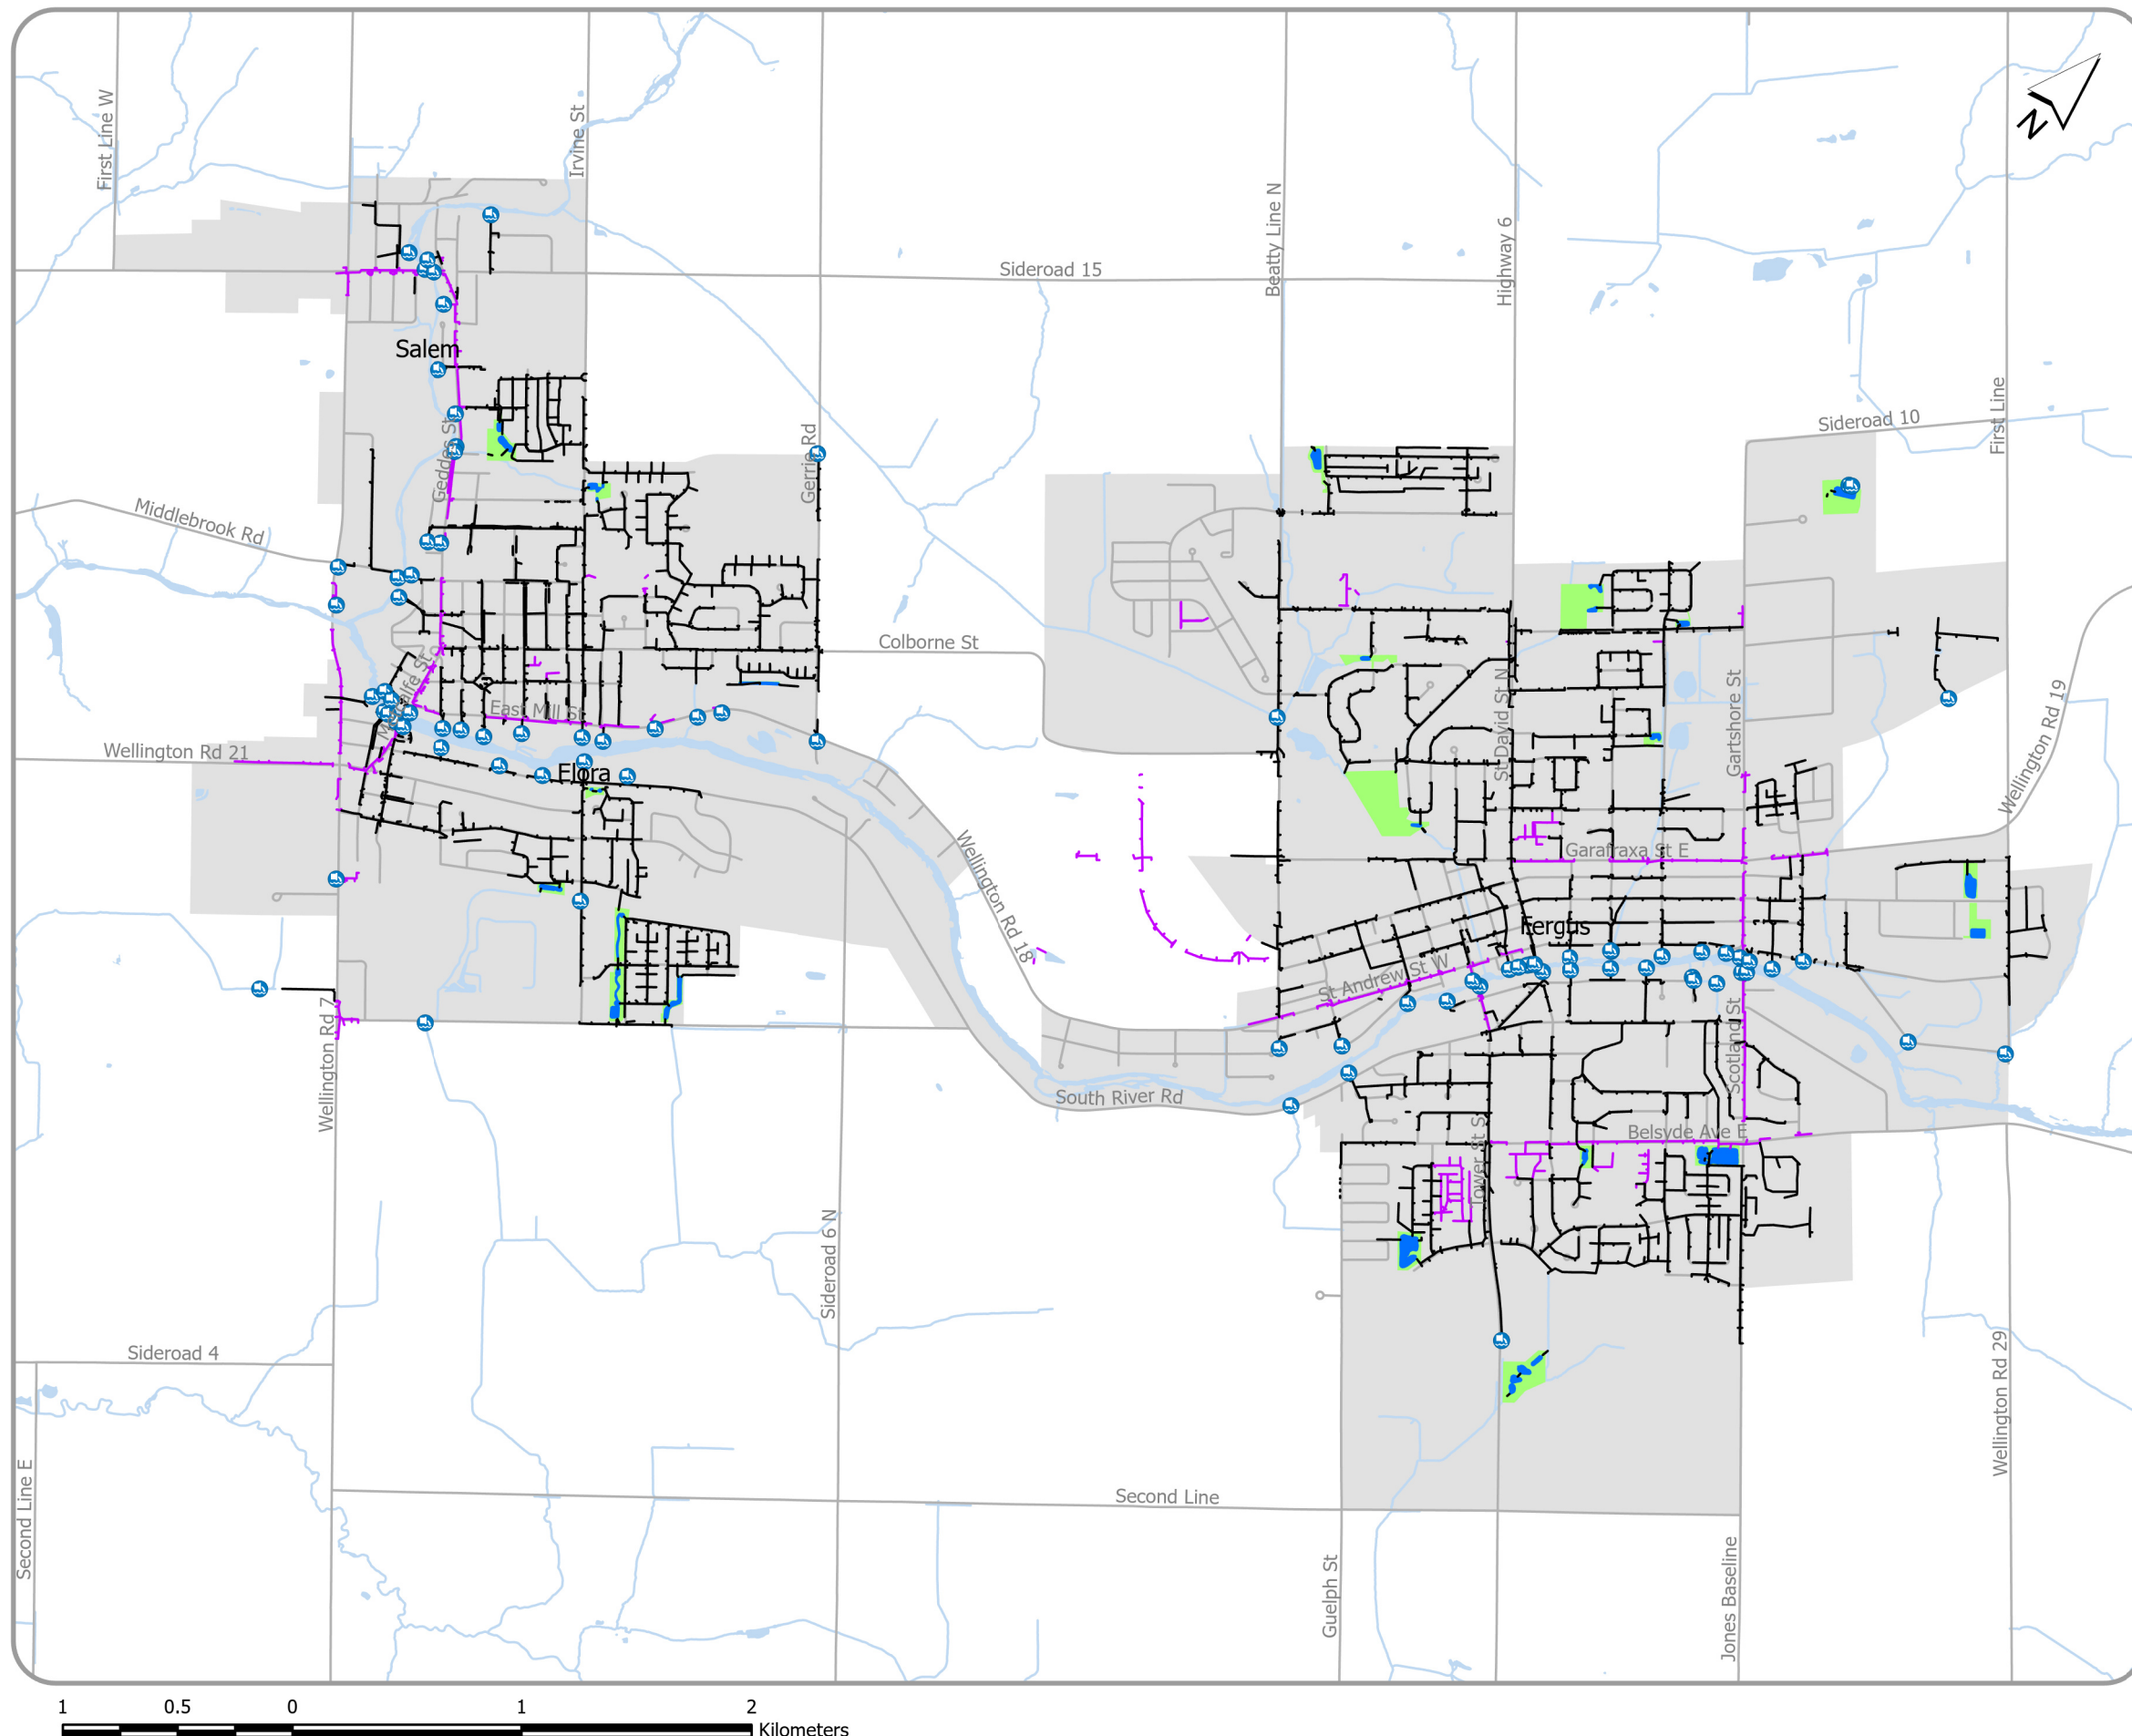 N
First Line W
Irvine St
Beatty Line N
Highway 6
Sideroad 15
Salem
Geddes St
Gerrie Rd
Sideroad 10
First Line
Middlebrook Rd
Colborne St
St David St N
Gartshore St
Wellington Rd 19
Metcalfe St
East Mill St
Wellington Rd 21
Elora
Wellington Rd 18
Garafraxa St E
Fergus
St Andrew St W
Wellington Rd 7
South River Rd
Scotland St
Belsyde Ave E
Tower St S
Sideroad 6 N
Sideroad 4
Wellington Rd 29
Second Line E
Second Line
Guelph St
Jones Baseline
1 0.5 0 1 2
Kilometers